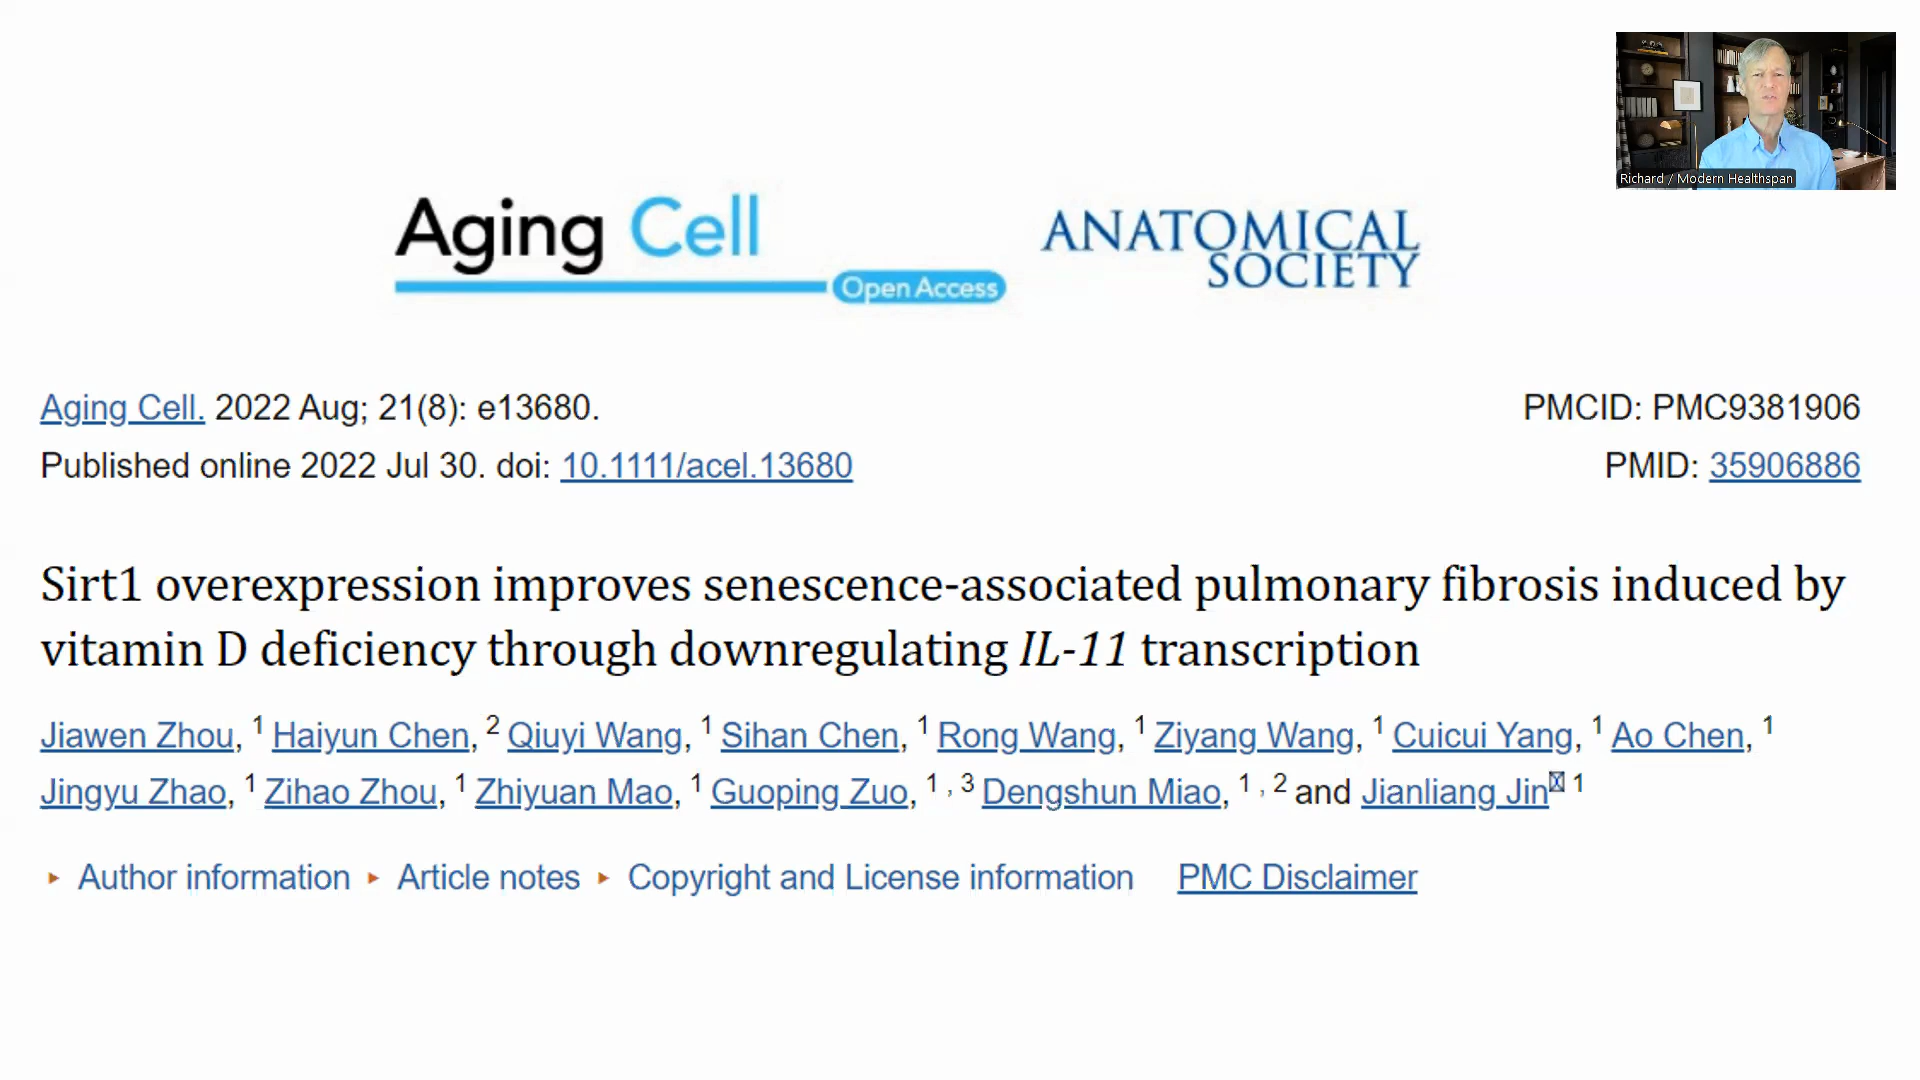 Richard / Modern Healthspan
Aging Cell
Open Access
ANATOMICAL
SOCIETY
Aging Cell. 2022 Aug; 21(8): e13680.
PMCID: PMC9381906
Published online 2022 Jul 30. doi: 10.1111/acel.13680
PMID: 35906886
Sirt1 overexpression improves senescence-associated pulmonary fibrosis induced by
vitamin D deficiency through downregulating IL-11 transcription
Jiawen Zhou, 1 Haiyun Chen, 2 Qiuyi Wang, 1 Sihan Chen, 1 Rong Wang, 1 Ziyang Wang, 1 Cuicui Yang, 1 Ao Chen, 1
Jingyu Zhao, 1 Zihao Zhou, 1 Zhiyuan Mao, 1 Guoping Zuo, 1 , 3 Dengshun Miao, 1 , 2 and Jianliang Jin 1
▸ Author information ▸ Article notes ▸ Copyright and License information PMC Disclaimer